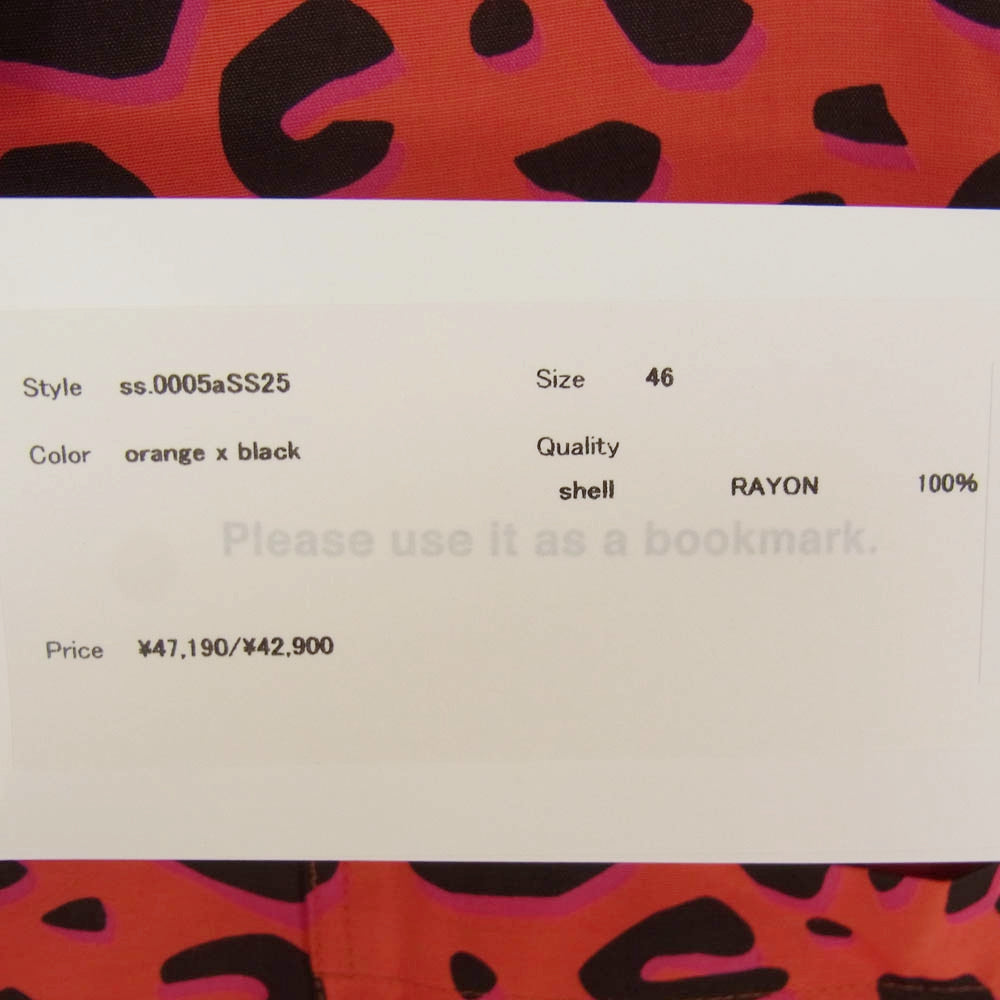 Style ss.0005aSS25
Size 46
Color orange x black
Quality
shell RAYON 100%
Please use it as a bookmark.
Price ¥47,190/¥42,900